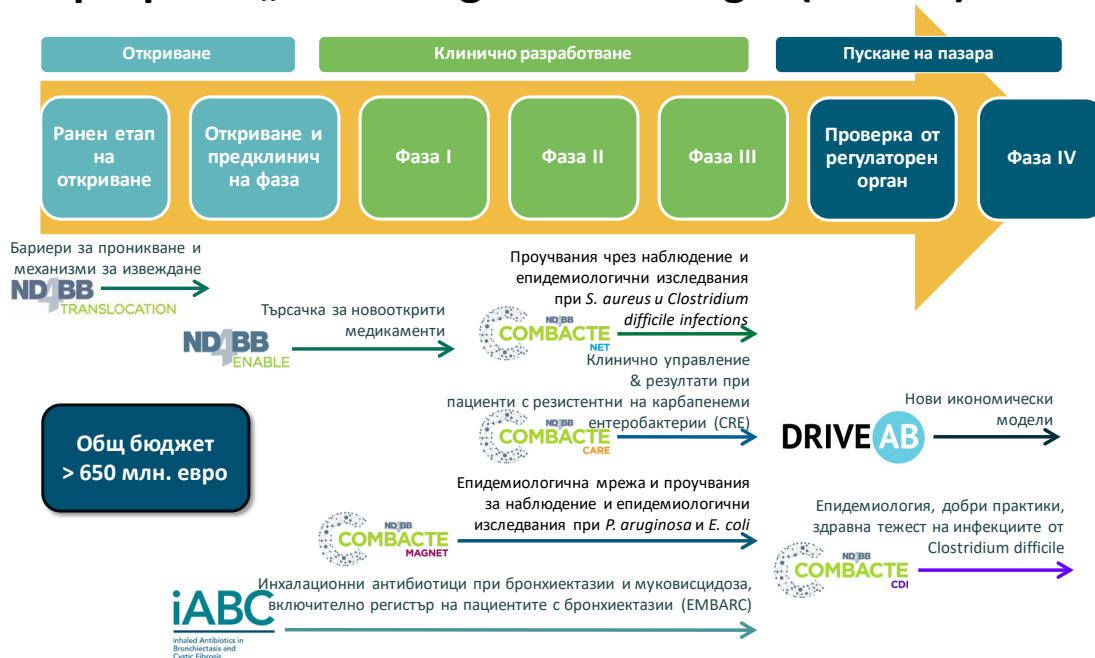 Откриване
Клинично разработване
Пускане на пазара
Ранен етап
на
откриване
Откриване и
предклинич
на фаза
Фаза I
Фаза II
Фаза III
Проверка от
регулаторен
орган
Фаза IV
Бариери за проникване и
механизми за извеждане
ND4BB
TRANSLOCATION
Търсачка за новооткрити
медикаменти
ND4BB
ENABLE
Проучвания чрез наблюдение и
епидемиологични изследвания
при S. aureus и Clostridium
difficile infections
ND4BB
COMBACTE
NET
Клинично управление
& резултати при
пациенти с резистентни на карбапенеми
ентеробактерии (CRE)
ND4BB
COMBACTE
CARE
DRIVE AB
Нови икономически
модели
Общ бюджет
> 650 млн. евро
Епидемиологична мрежа и проучвания
за наблюдение и епидемиологични
изследвания при P. aruginosa и E. coli
ND4BB
COMBACTE
MAGNET
Епидемиология, добри практики,
здравна тежест на инфекциите от
Clostridium difficile
ND4BB
COMBACTE
CDI
Инхалационни антибиотици при бронхиектазии и муковисцидоза,
включително регистър на пациентите с бронхиектазии (EMBARC)
iABC
inhaled Antibiotics in
Bronchiectasis and
Cystic Fibrosis